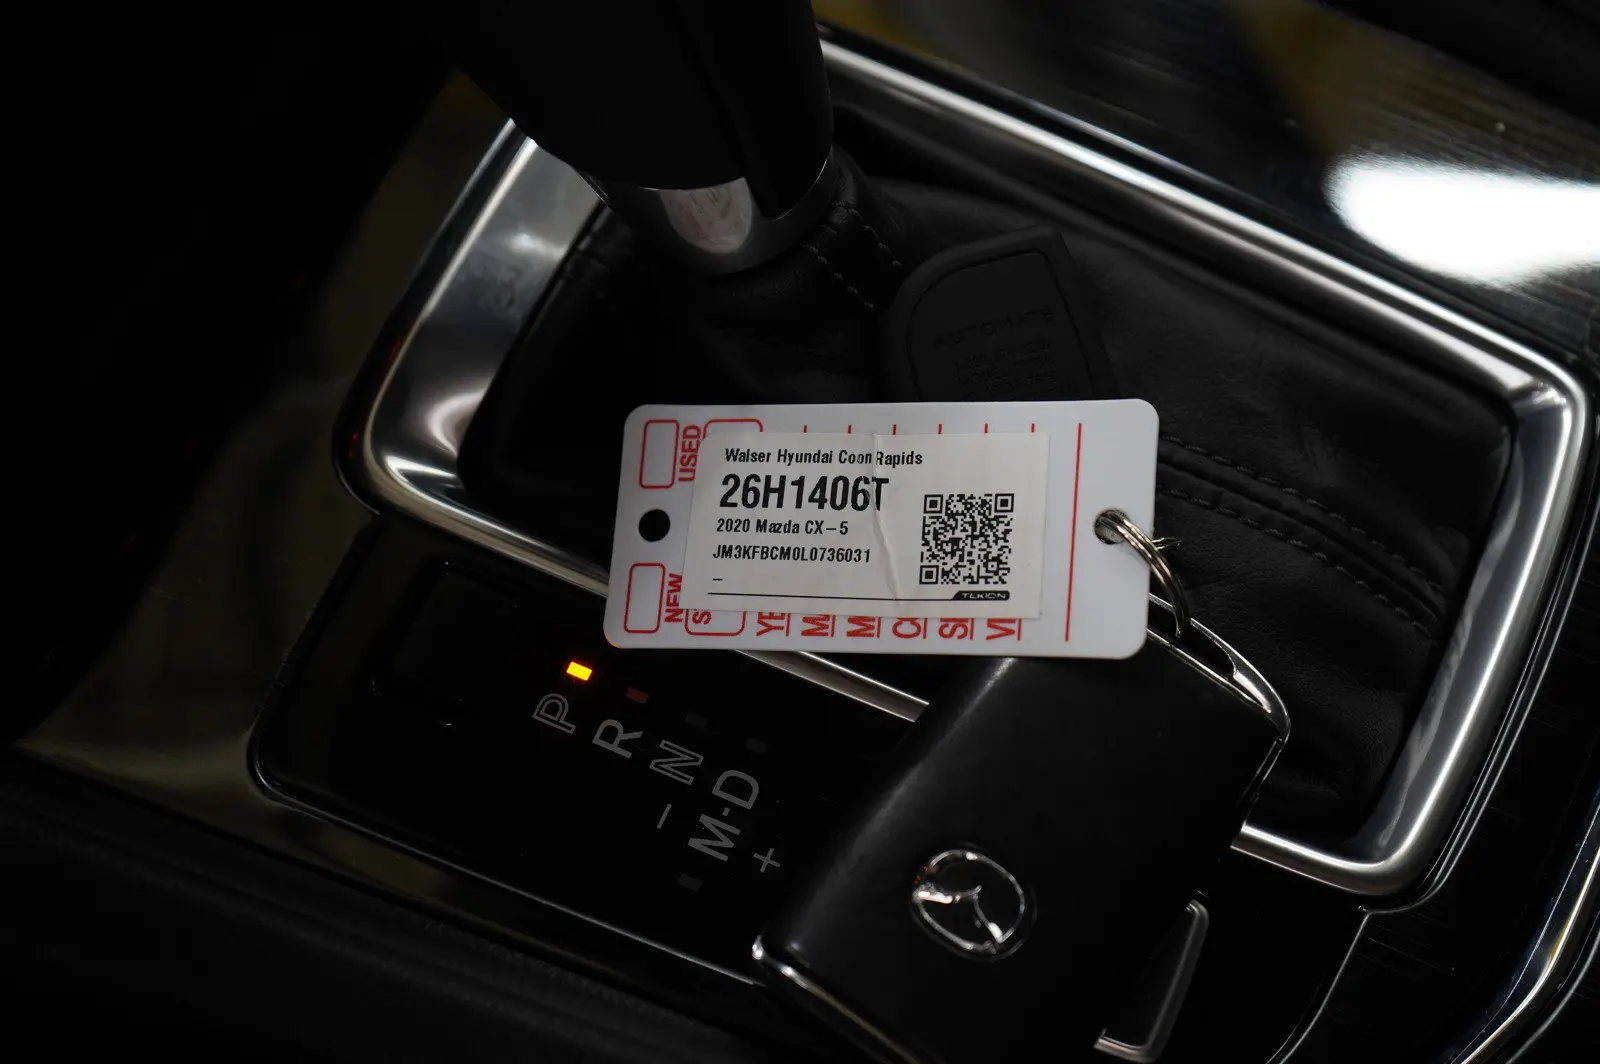 USED
NEW
Walser Hyundai Coon Rapids
26H1406T
2020 Mazda CX-5
JM3KFBCM0L0736031
-
TEKION
P
R
N
D
M
+
-